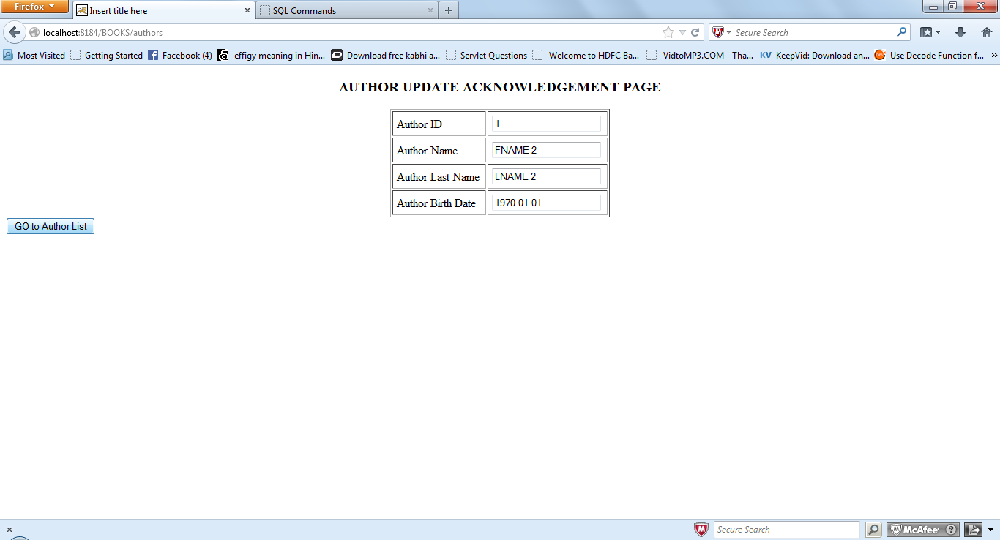 Firefox
Insert title here
SQL Commands
localhost:8184/BOOKS/authors
Secure Search
Most Visited Getting Started Facebook (4) effigy meaning in Hin... Download free kabhi a... Servlet Questions Welcome to HDFC Ba... VidtoMP3.COM - Tha... KV KeepVid: Download an... dev Use Decode Function f... »
AUTHOR UPDATE ACKNOWLEDGEMENT PAGE
Author ID 1
Author Name FNAME 2
Author Last Name LNAME 2
Author Birth Date 1970-01-01
GO to Author List
Secure Search McAfee ?